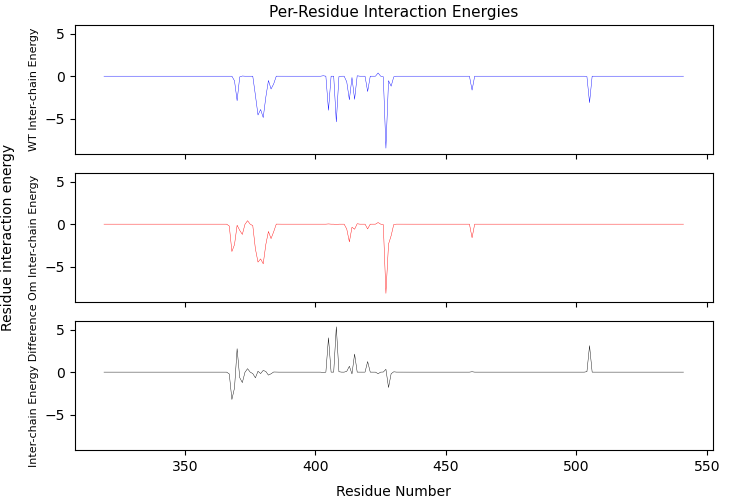 Per-Residue Interaction Energies
Residue interaction energy
WT Inter-chain Energy
5
0
−5
Om Inter-chain Energy
5
0
−5
Inter-chain Energy Difference
5
0
−5
350
400
450
500
550
Residue Number